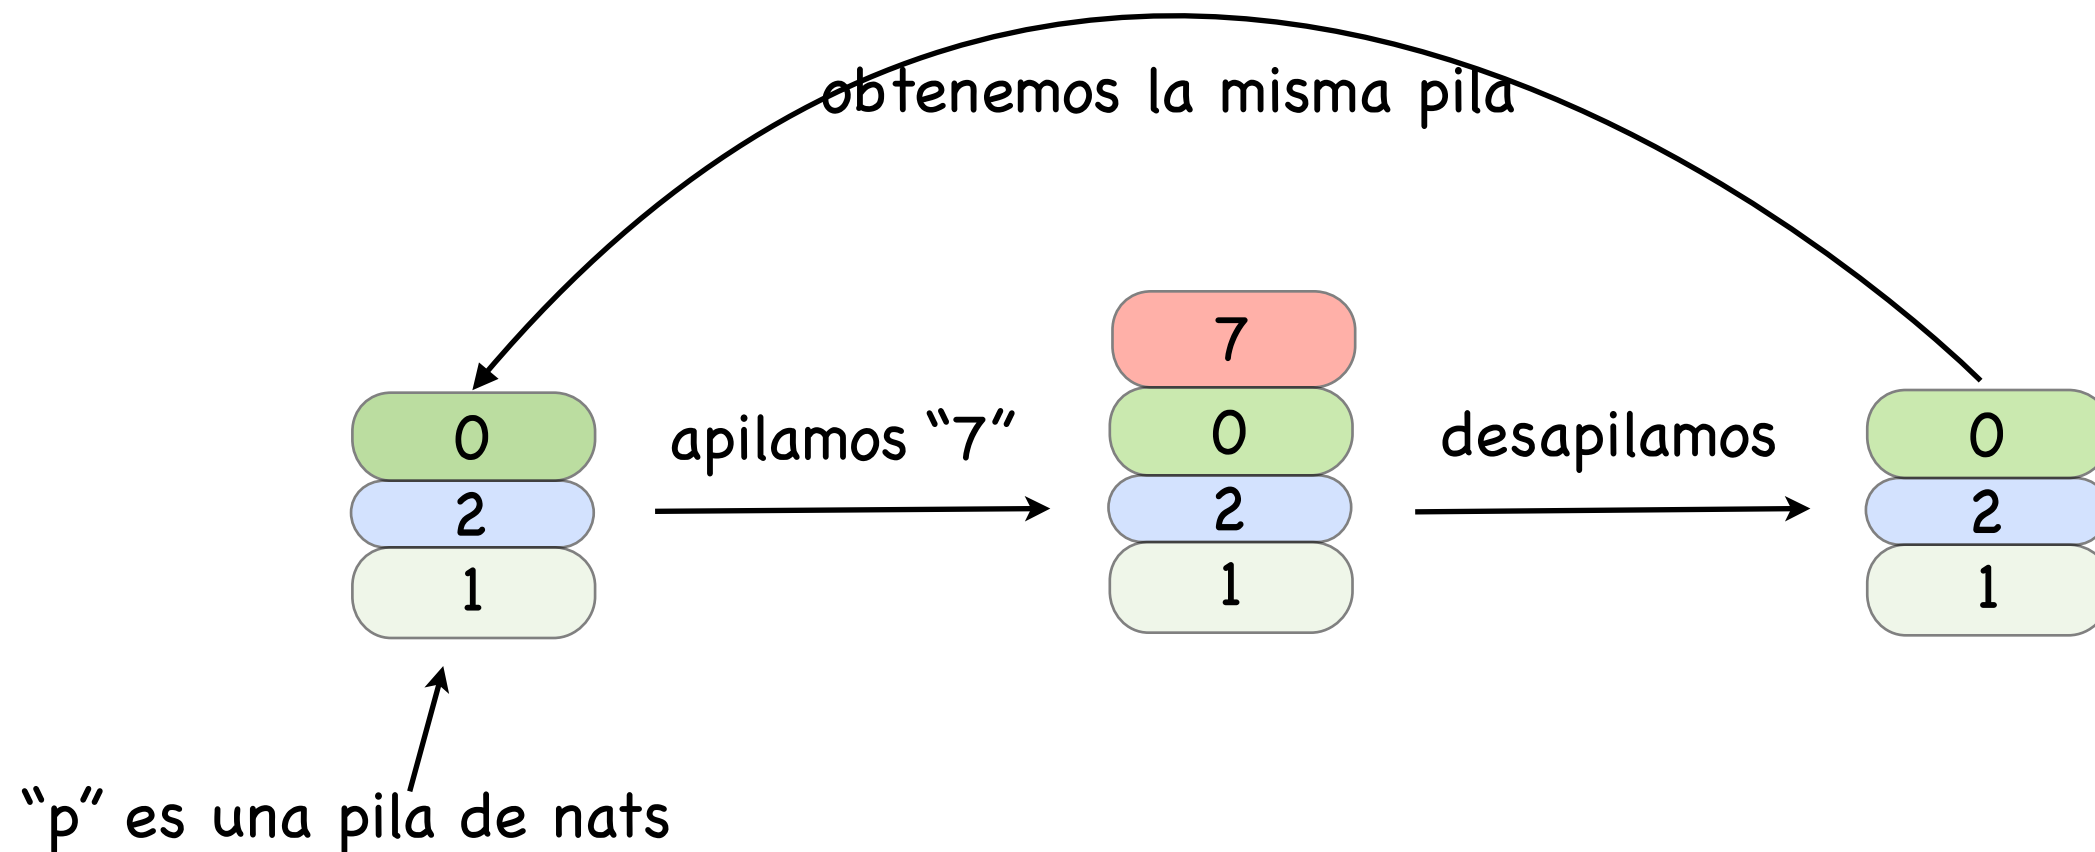 obtenemos la misma pila
7
0 apilamos “7” 0 desapilamos 0
2 2 2
1 1 1
“p” es una pila de nats